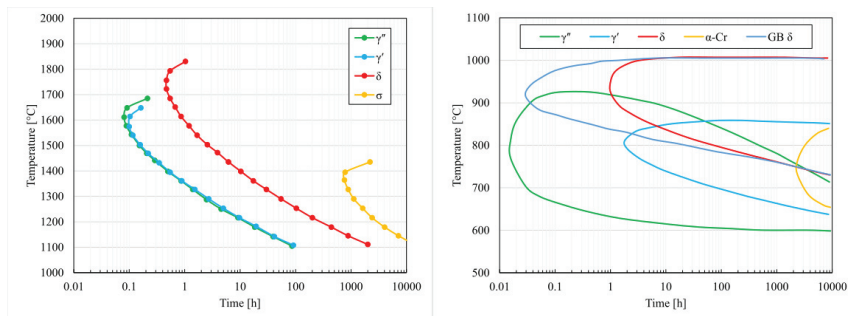 2000
1900
1800
1700
1600
1500
1400
1300
1200
1100
1000
Temperature [°C]
0.01 0.1 1 10 100 1000 10000
Time [h]
γ″
γ′
δ
σ
1100
1000
900
800
700
600
500
Temperature [°C]
0.01 0.1 1 10 100 1000 10000
Time [h]
γ″ γ′ δ α-Cr GB δ